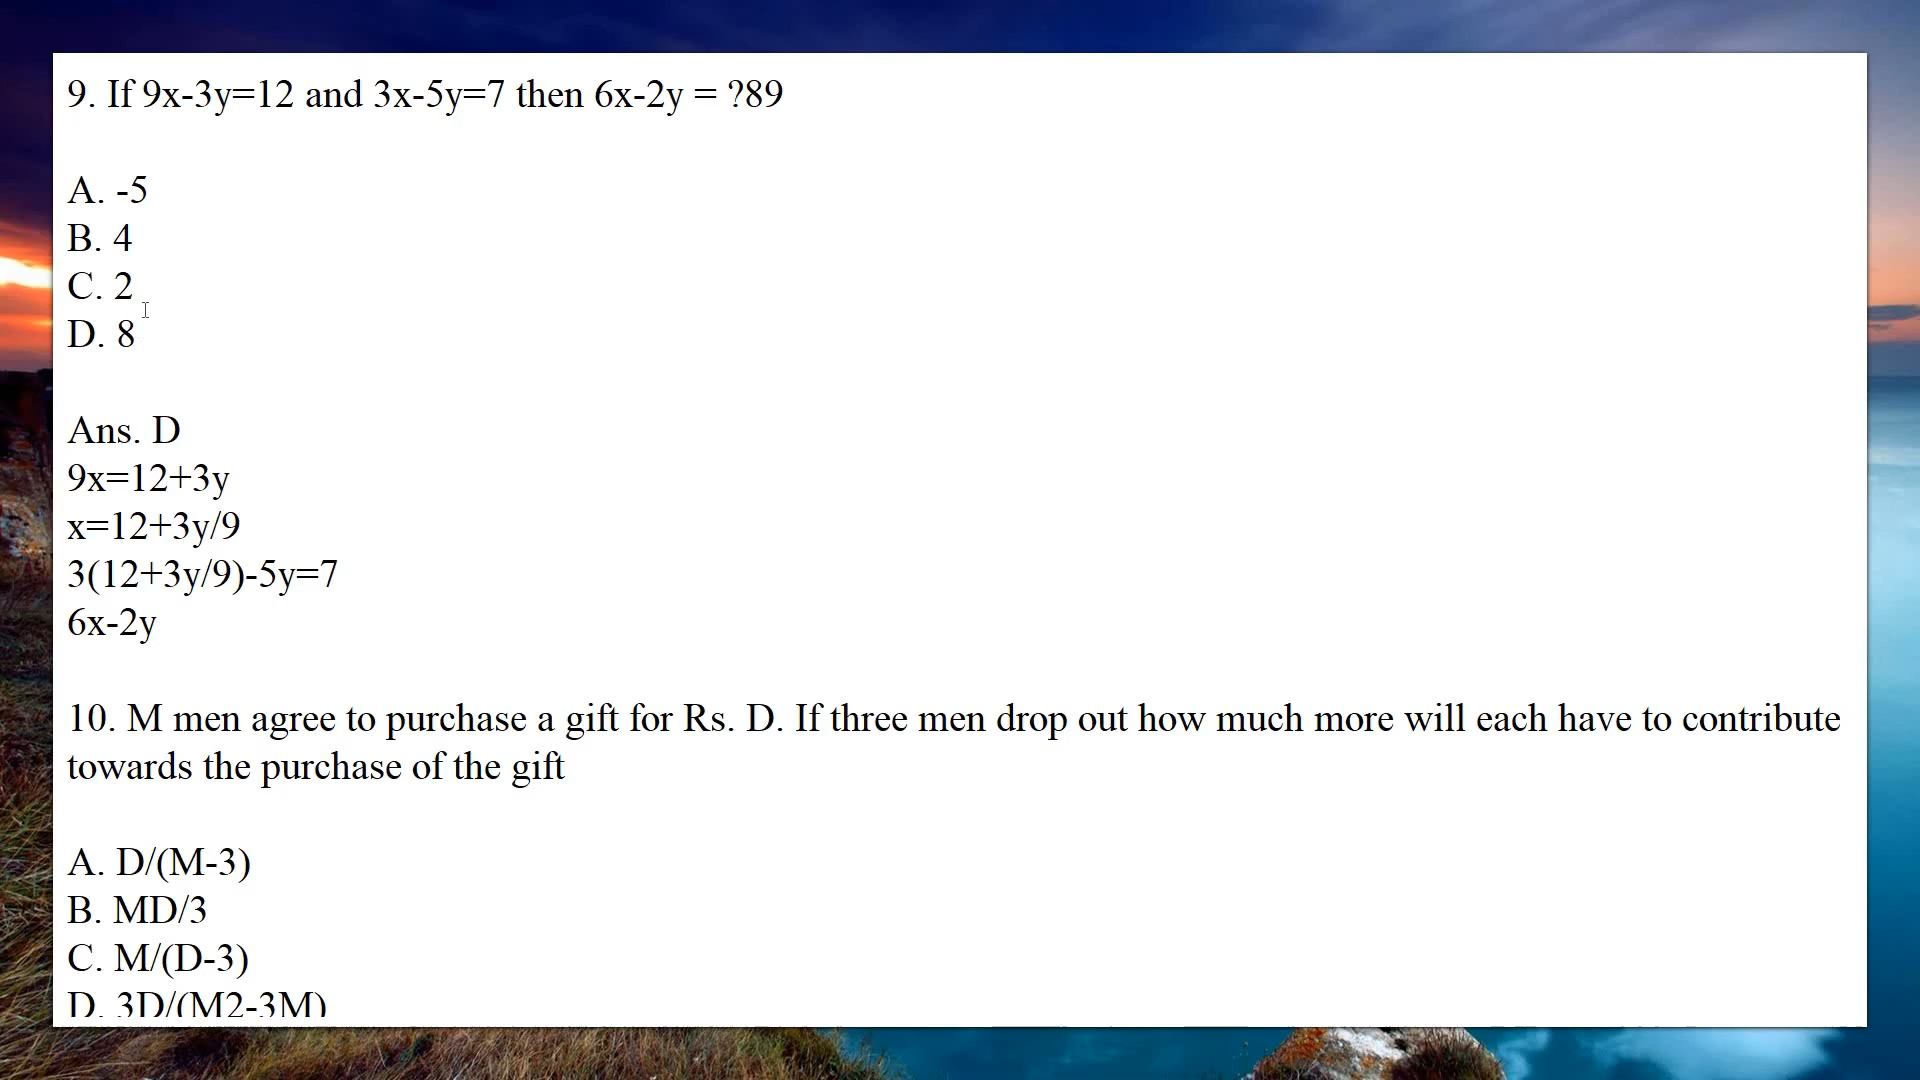 9. If 9x-3y=12 and 3x-5y=7 then 6x-2y = ?89
A. -5
B. 4
C. 2
D. 8
Ans. D
9x=12+3y
x=12+3y/9
3(12+3y/9)-5y=7
6x-2y
10. M men agree to purchase a gift for Rs. D. If three men drop out how much more will each have to contribute
towards the purchase of the gift
A. D/(M-3)
B. MD/3
C. M/(D-3)
D. 3D/(M2-3M)